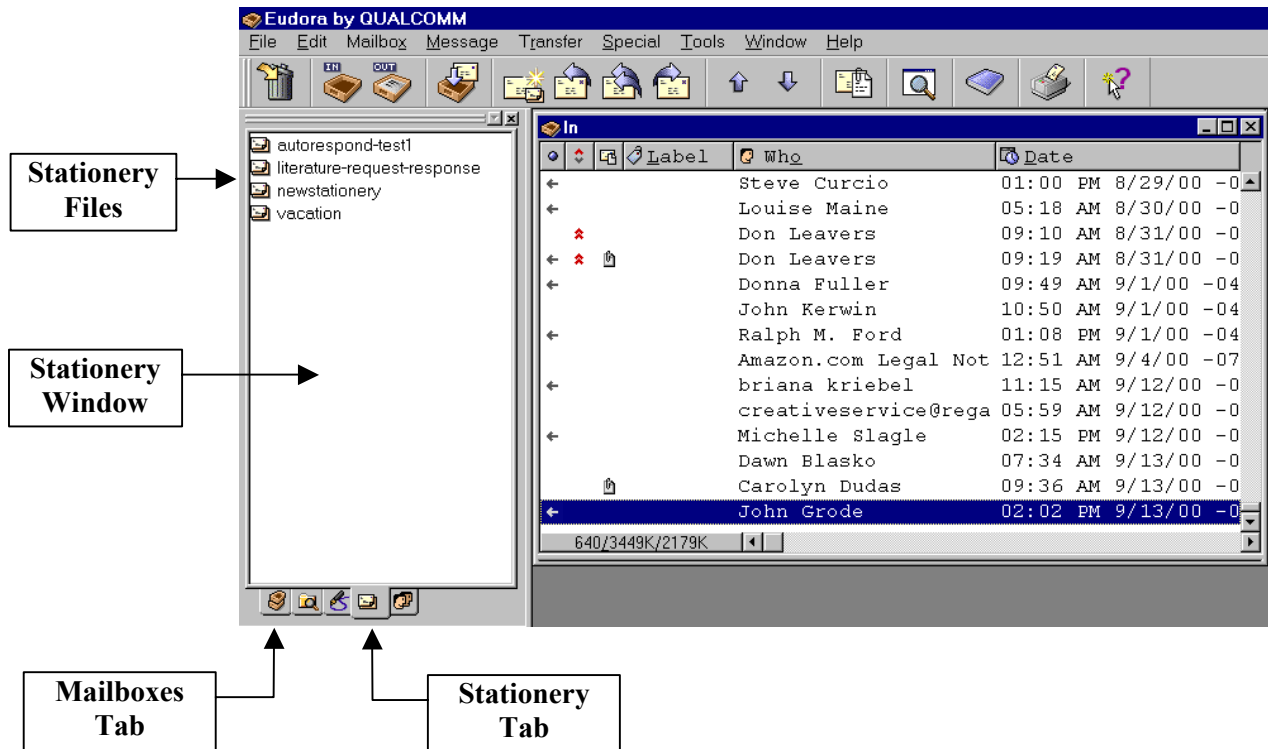 Eudora by QUALCOMM
File Edit Mailbox Message Transfer Special Tools Window Help
IN OUT
autorespond-test1
literature-request-response
newstationery
vacation
In
Label Who Date
Steve Curcio 01:00 PM 8/29/00 -0
Louise Maine 05:18 AM 8/30/00 -0
Don Leavers 09:10 AM 8/31/00 -0
Don Leavers 09:19 AM 8/31/00 -0
Donna Fuller 09:49 AM 9/1/00 -04
John Kerwin 10:50 AM 9/1/00 -04
Ralph M. Ford 01:08 PM 9/1/00 -04
Amazon.com Legal Not 12:51 AM 9/4/00 -07
briana kriebel 11:15 AM 9/12/00 -0
creativeservice@rega 05:59 AM 9/12/00 -0
Michelle Slagle 02:15 PM 9/12/00 -0
Dawn Blasko 07:34 AM 9/13/00 -0
Carolyn Dudas 09:36 AM 9/13/00 -0
John Grode 02:02 PM 9/13/00 -0
640/3449K/2179K
Stationery
Files
Stationery
Window
Mailboxes
Tab
Stationery
Tab